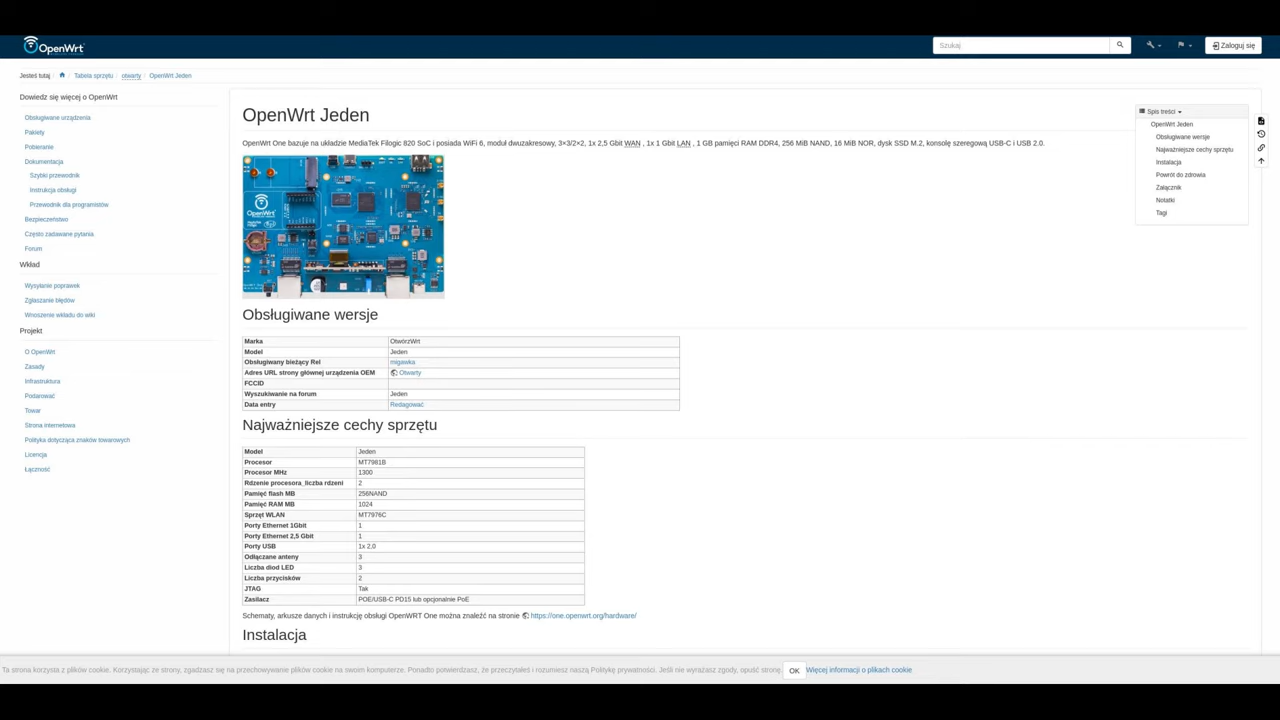 OpenWrt
Szukaj
Zaloguj się
Jesteś tutaj / / Tabela sprzętu / otwarty / OpenWrt Jeden
Dowiedz się więcej o OpenWrt
Obsługiwane urządzenia
Pakiety
Pobieranie
Dokumentacja
Szybki przewodnik
Instrukcja obsługi
Przewodnik dla programistów
Bezpieczeństwo
Często zadawane pytania
Forum
Wkład
Wysyłanie poprawek
Zgłaszanie błędów
Wnoszenie wkładu do wiki
Projekt
O OpenWrt
Zasady
Infrastruktura
Podarować
Towar
Strona internetowa
Polityka dotycząca znaków towarowych
Licencja
Łączność
OpenWrt Jeden
OpenWrt One bazuje na układzie MediaTek Filogic 820 SoC i posiada WiFi 6, moduł dwuzakresowy, 3×3/2×2, 1x 2,5 Gbit WAN , 1x 1 Gbit LAN , 1 GB pamięci RAM DDR4, 256 MiB NAND, 16 MiB NOR, dysk SSD M.2, konsolę szeregową USB-C i USB 2.0.
OpenWrt
Obsługiwane wersje
Marka OtwórzWrt
Model Jeden
Obsługiwany bieżący Rel migawka
Adres URL strony głównej urządzenia OEM Otwarty
FCCID
Wyszukiwanie na forum Jeden
Data entry Redagować
Najważniejsze cechy sprzętu
Model Jeden
Procesor MT7981B
Procesor MHz 1300
Rdzenie procesora_liczba rdzeni 2
Pamięć flash MB 256NAND
Pamięć RAM MB 1024
Sprzęt WLAN MT7976C
Porty Ethernet 1Gbit 1
Porty Ethernet 2,5 Gbit 1
Porty USB 1x 2,0
Odłączane anteny 3
Liczba diod LED 3
Liczba przycisków 2
JTAG Tak
Zasilacz POE/USB-C PD15 lub opcjonalnie PoE
Schematy, arkusze danych i instrukcję obsługi OpenWRT One można znaleźć na stronie https://one.openwrt.org/hardware/
Instalacja
Spis treści
OpenWrt Jeden
Obsługiwane wersje
Najważniejsze cechy sprzętu
Instalacja
Powrót do zdrowia
Załącznik
Notatki
Tagi
Ta strona korzysta z plików cookie. Korzystając ze strony, zgadzasz się na przechowywanie plików cookie na swoim komputerze. Ponadto potwierdzasz, że przeczytałeś i rozumiesz naszą Politykę prywatności. Jeśli nie wyrażasz zgody, opuść stronę. OK Więcej informacji o plikach cookie